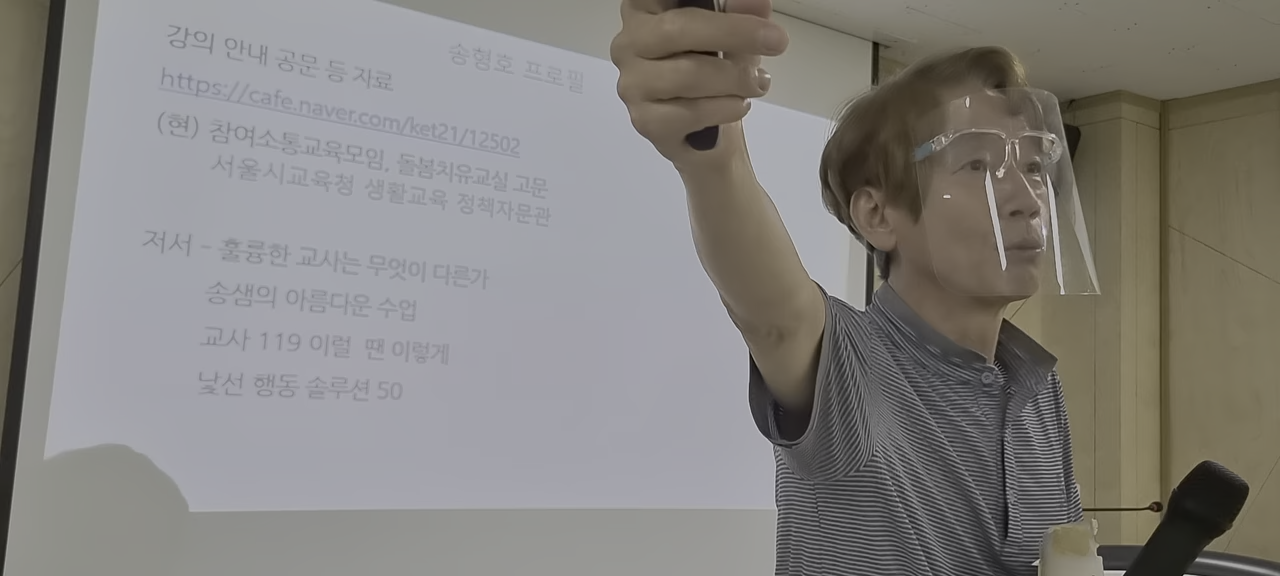 송형호 프로필
강의 안내 공문 등 자료
https://cafe.naver.com/ket21/12502
(현) 참여소통교육모임, 돌봄치유교실 고문
서울시교육청 생활교육 정책자문관
저서 - 훌륭한 교사는 무엇이 다른가
송샘의 아름다운 수업
교사 119 이럴 땐 이렇게
낯선 행동 솔루션 50